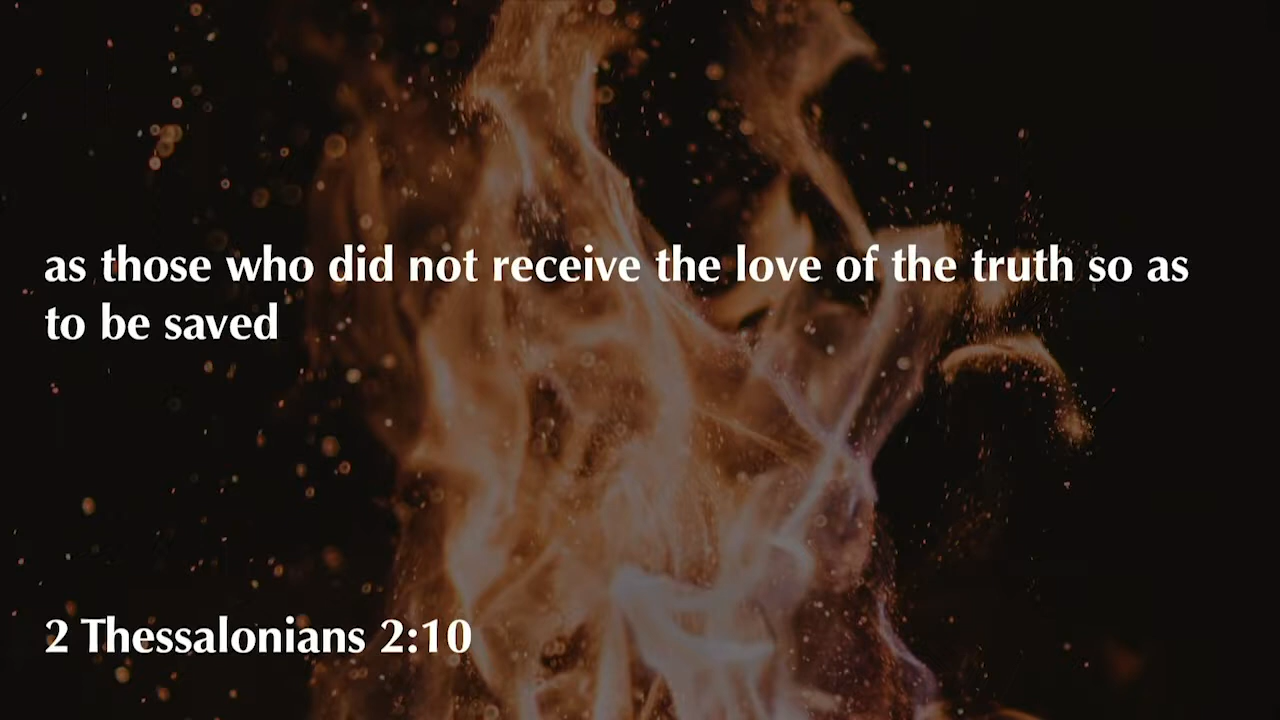 as those who did not receive the love of the truth so as
to be saved
2 Thessalonians 2:10